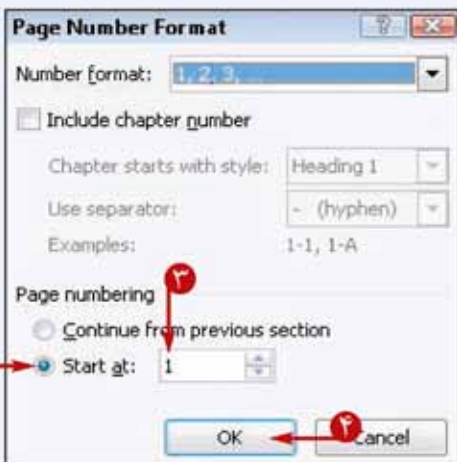 Page Number Format
Number format: 1, 2, 3, ...
Include chapter number
Chapter starts with style: Heading 1
Use separator: - (hyphen)
Examples: 1-1, 1-A
Page numbering
۳
Continue from previous section
Start at: 1
OK ۴ Cancel